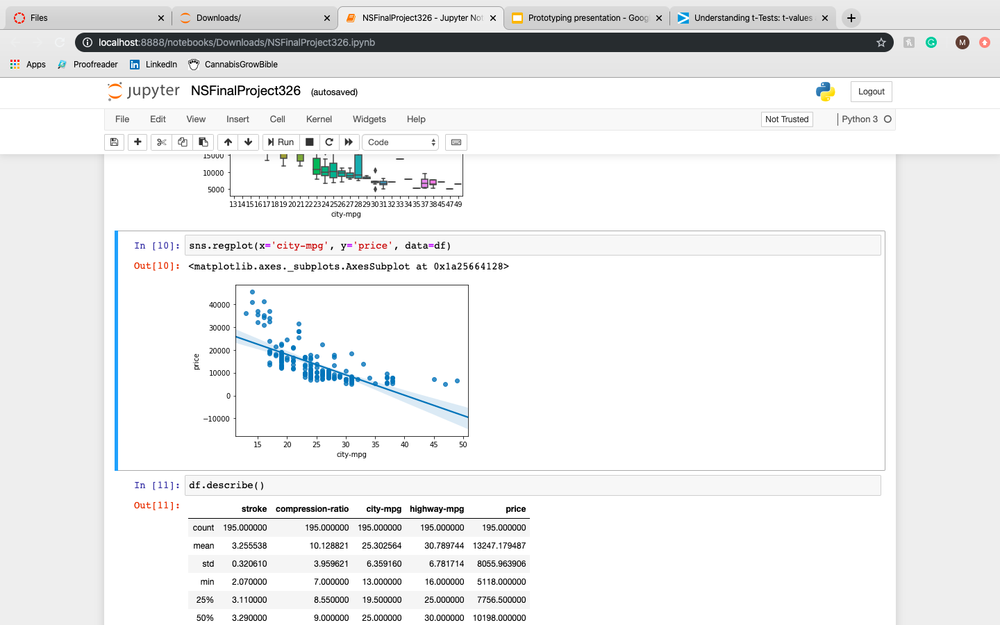 Files
Downloads/
NSFinalProject326 - Jupyter Not
Prototyping presentation - Goog
Understanding t-Tests: t-values
localhost:8888/notebooks/Downloads/NSFinalProject326.ipynb
M
Apps
Proofreader
LinkedIn
CannabisGrowBible
jupyter
NSFinalProject326
(autosaved)
Logout
File Edit View Insert Cell Kernel Widgets Help
Not Trusted
Python 3
Run
Code
15000
10000
5000
13 14 15 16 17 18 19 20 21 22 23 24 25 26 27 28 29 30 31 32 33 34 35 37 38 45 47 49
city-mpg
In [10]: sns.regplot(x='city-mpg', y='price', data=df)
Out[10]: <matplotlib.axes._subplots.AxesSubplot at 0x1a25664128>
40000
30000
20000
10000
0
−10000
price
15 20 25 30 35 40 45 50
city-mpg
In [11]: df.describe()
Out[11]:
stroke compression-ratio city-mpg highway-mpg price
count 195.000000 195.000000 195.000000 195.000000 195.000000
mean 3.255538 10.128821 25.302564 30.789744 13247.179487
std 0.320610 3.959621 6.359160 6.781714 8055.963906
min 2.070000 7.000000 13.000000 16.000000 5118.000000
25% 3.110000 8.550000 19.500000 25.000000 7756.500000
50% 3.290000 9.000000 25.000000 30.000000 10198.000000